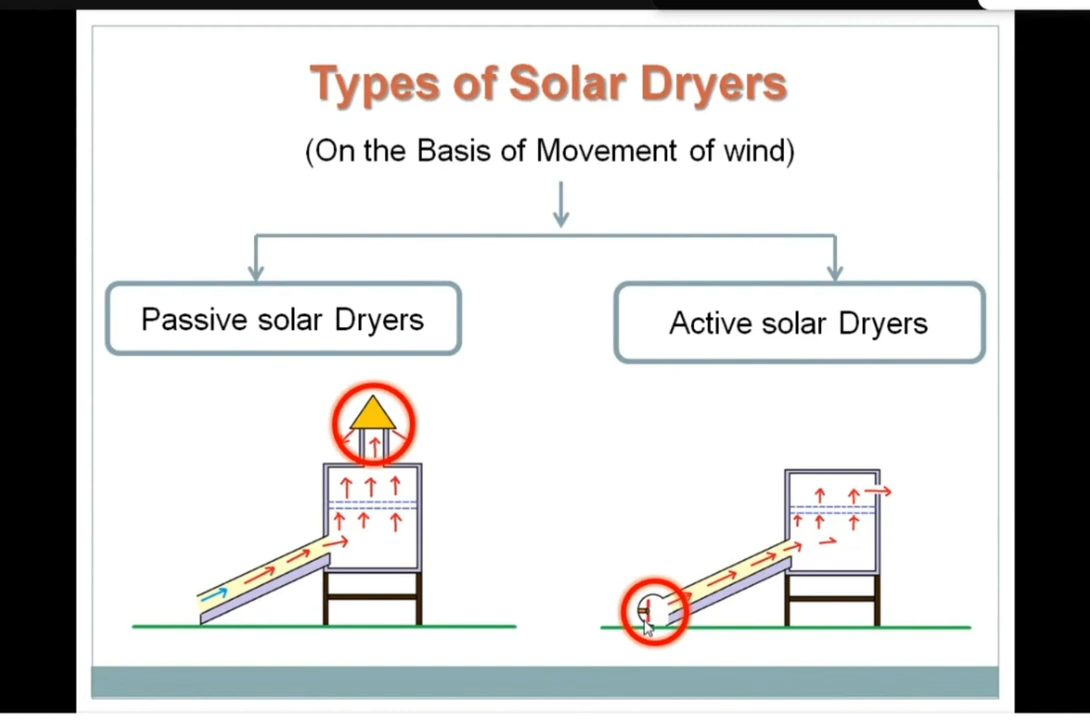 Types of Solar Dryers
(On the Basis of Movement of wind)
Passive solar Dryers
Active solar Dryers